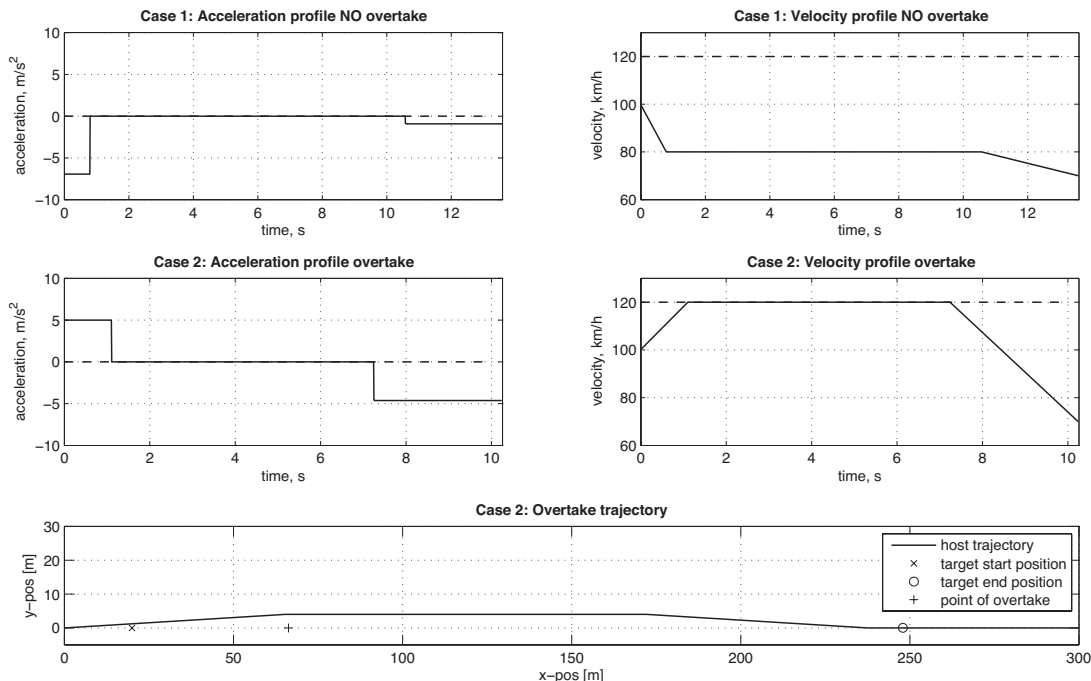 Case 1: Acceleration profile NO overtake
10
5
0
−5
−10
acceleration, m/s2
0 2 4 6 8 10 12
time, s
Case 1: Velocity profile NO overtake
120
100
80
60
velocity, km/h
0 2 4 6 8 10 12
time, s
Case 2: Acceleration profile overtake
10
5
0
−5
−10
acceleration, m/s2
0 2 4 6 8 10
time, s
Case 2: Velocity profile overtake
120
100
80
60
velocity, km/h
0 2 4 6 8 10
time, s
Case 2: Overtake trajectory
30
20
10
0
y−pos [m]
host trajectory
target start position
target end position
point of overtake
0 50 100 150 200 250 300
x−pos [m]